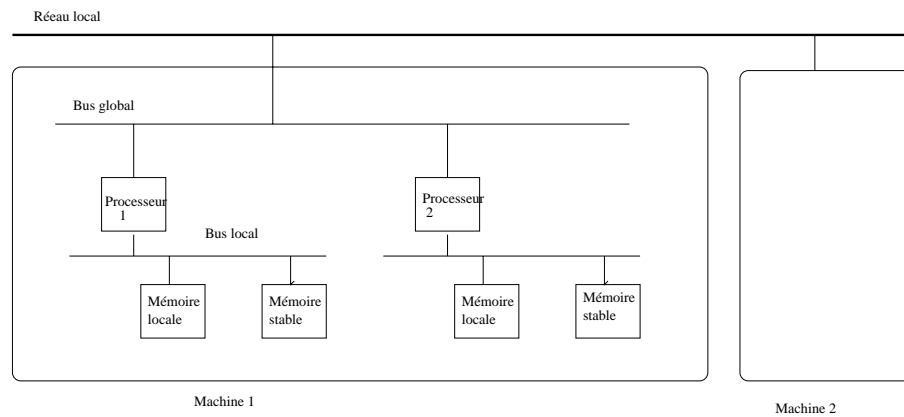 Réeau local
Bus global
Processeur
1
Processeur
2
Bus local
Mémoire
locale
Mémoire
stable
Mémoire
locale
Mémoire
stable
Machine 1
Machine 2